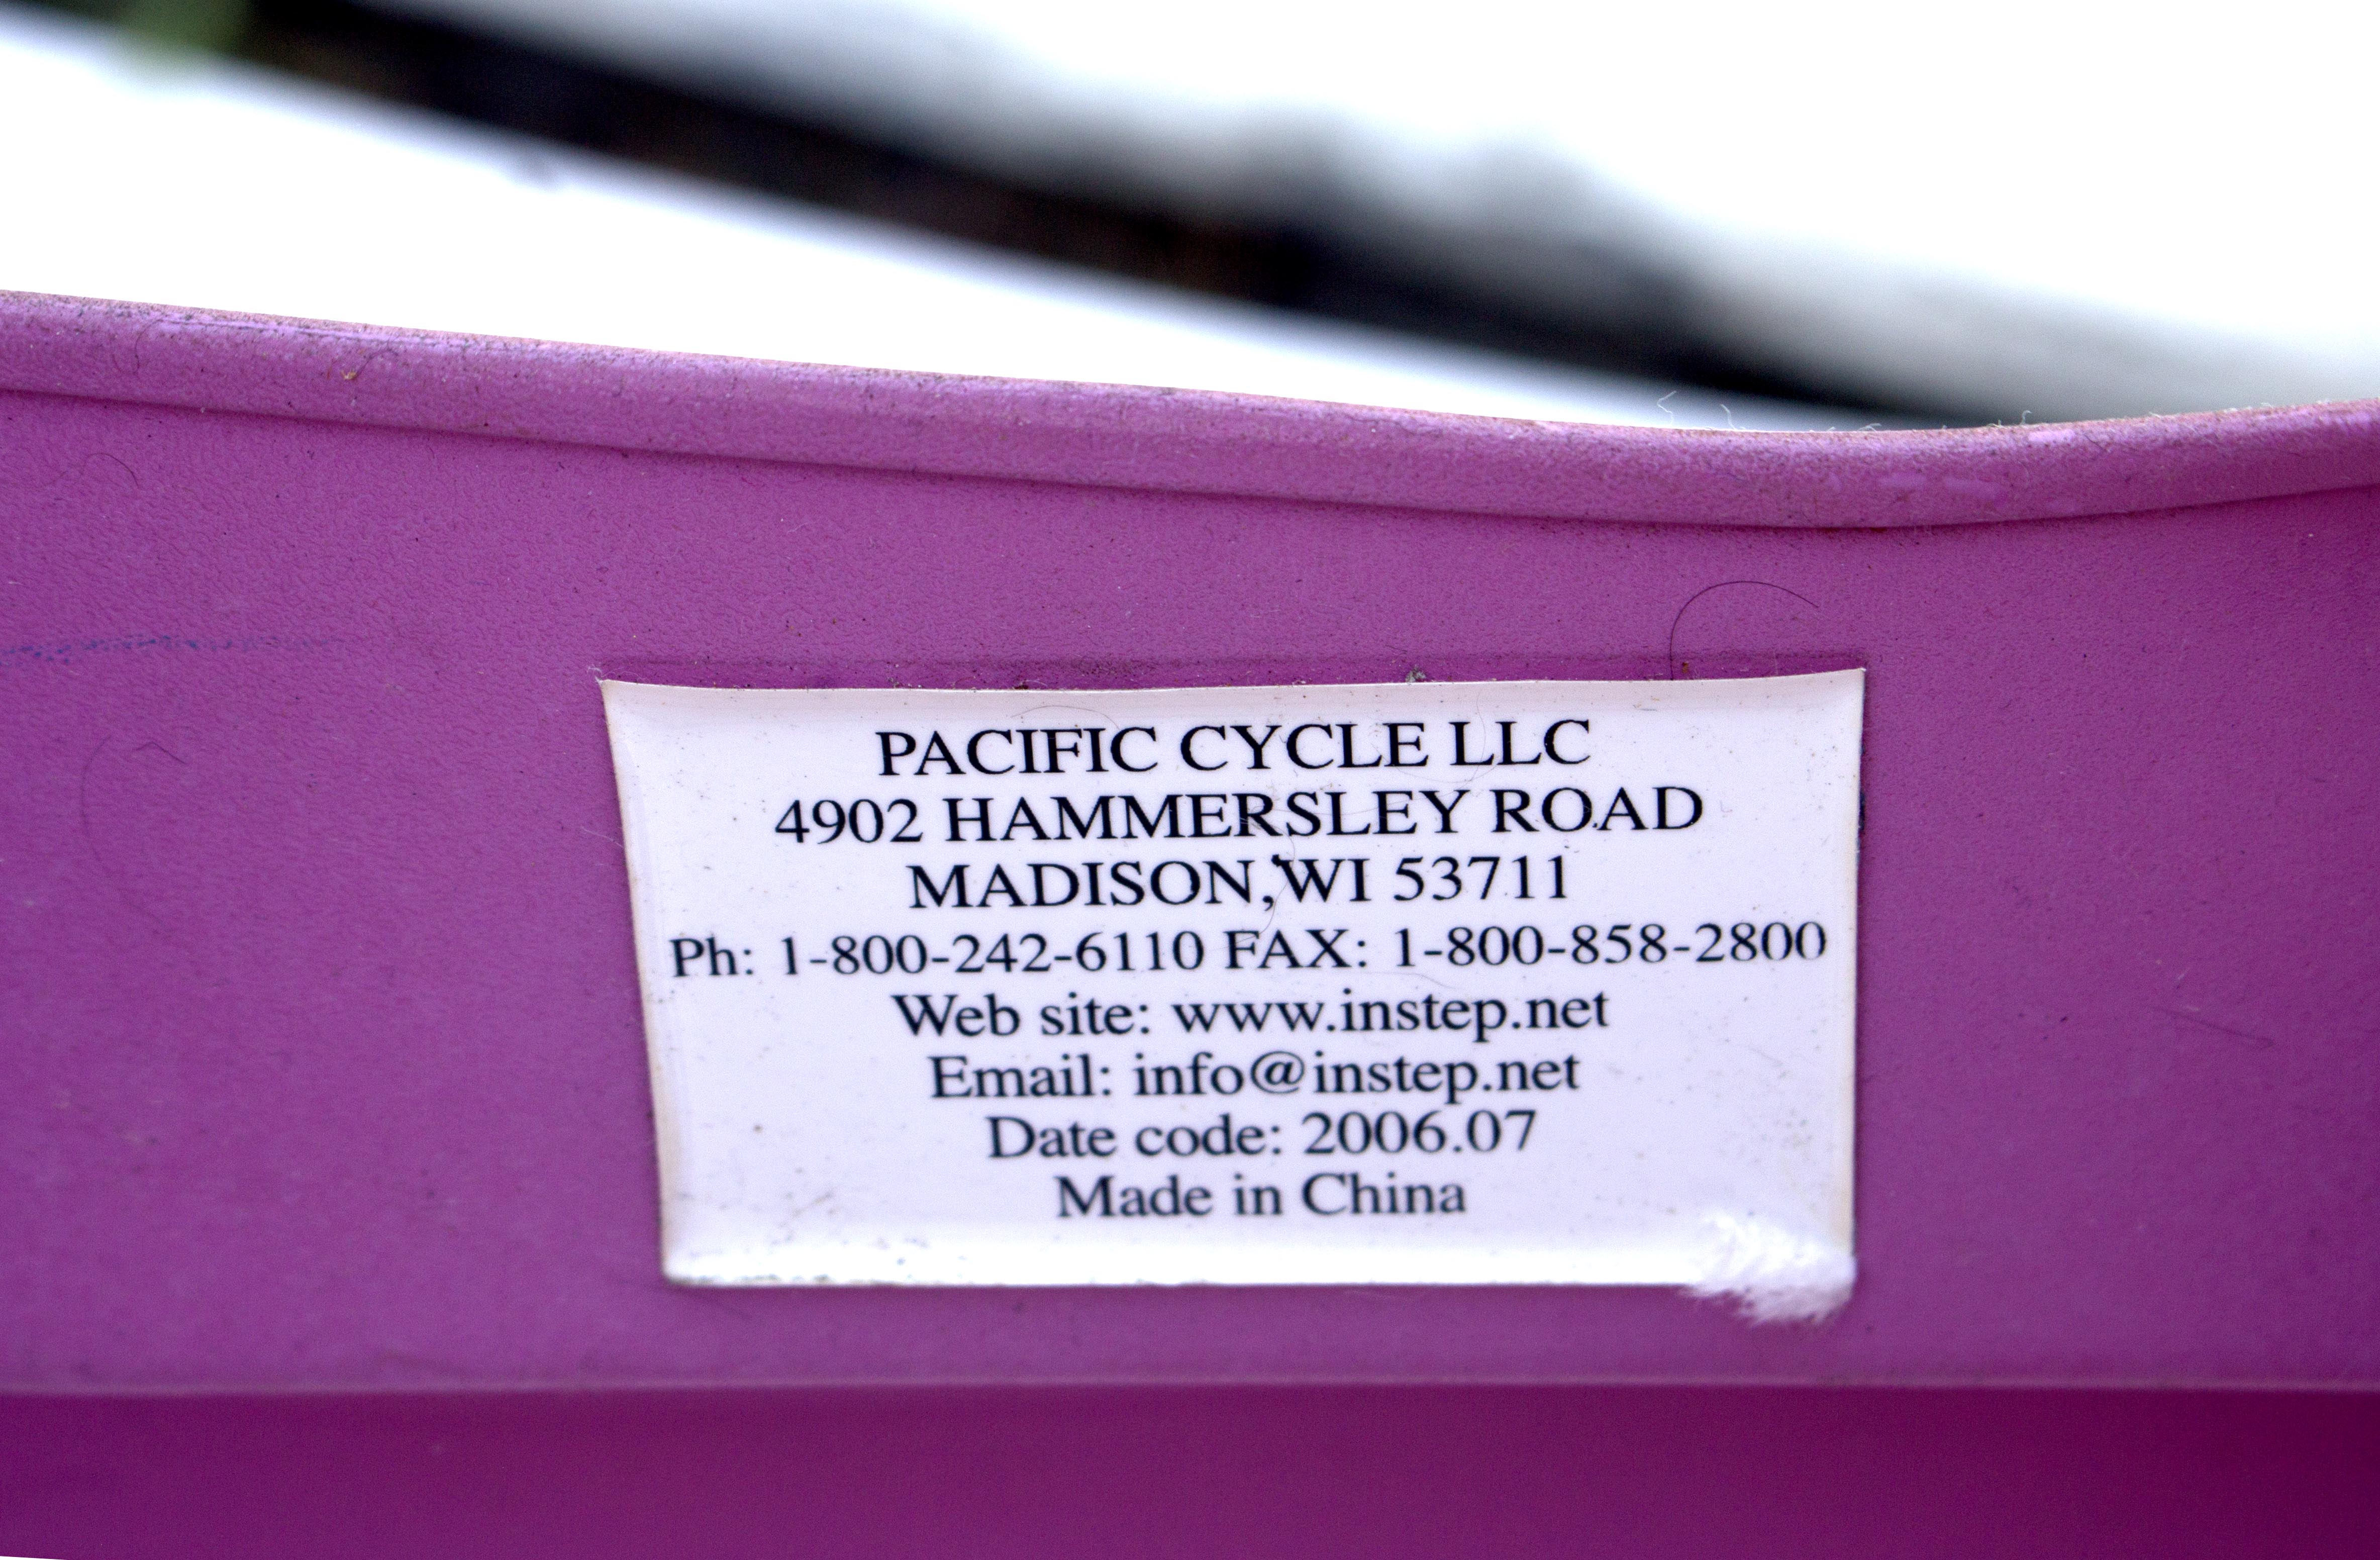 PACIFIC CYCLE LLC
4902 HAMMERSLEY ROAD
MADISON,WI 53711
Ph: 1-800-242-6110 FAX: 1-800-858-2800
Web site: www.instep.net
Email: info@instep.net
Date code: 2006.07
Made in China